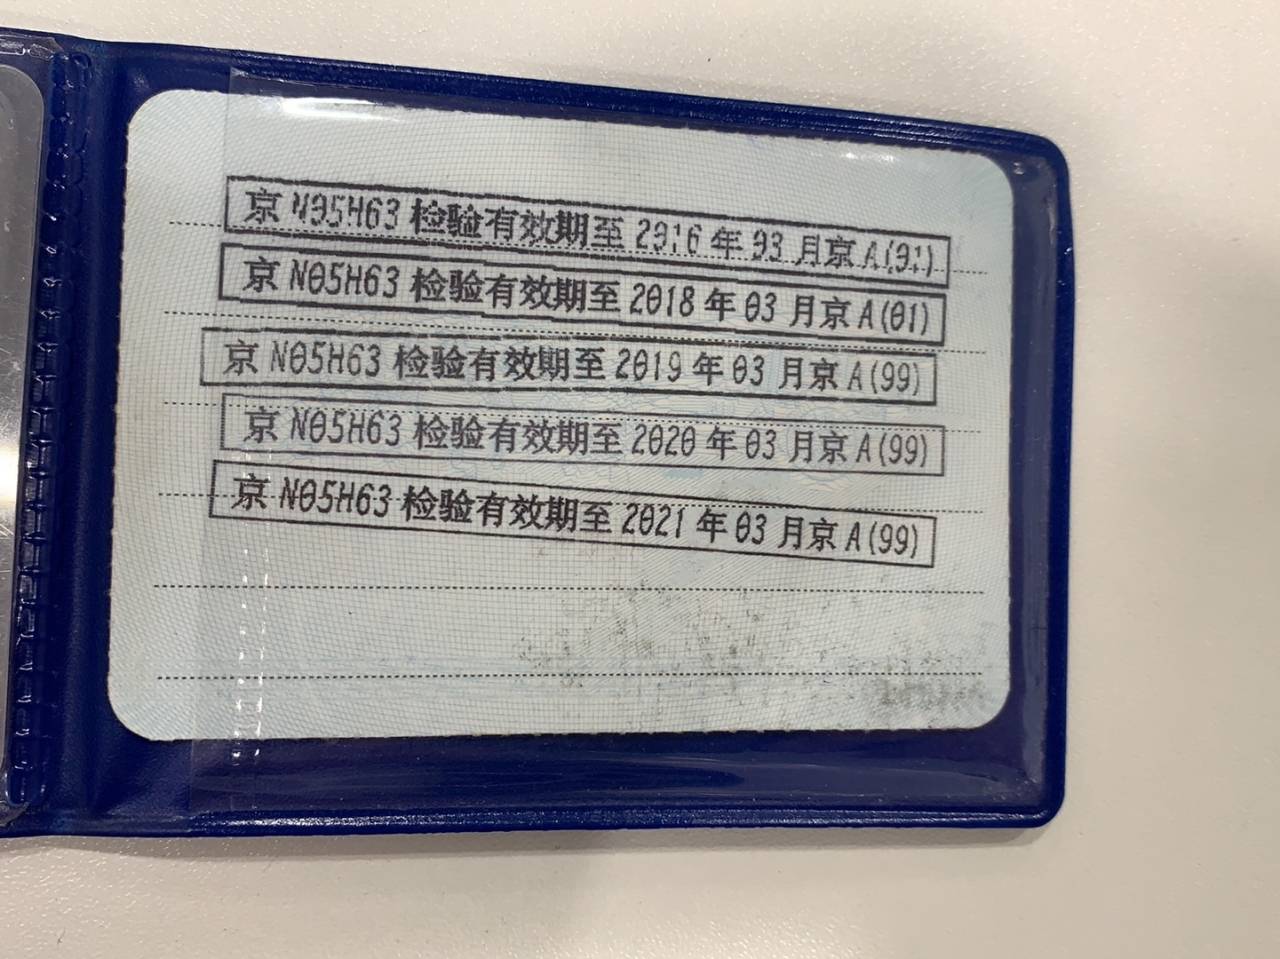 京 N05H63 检验有效期至 2016 年 03 月京 A(01)
京 N05H63 检验有效期至 2018 年 03 月京 A(01)
京 N05H63 检验有效期至 2019 年 03 月京 A(99)
京 N05H63 检验有效期至 2020 年 03 月京 A(99)
京 N05H63 检验有效期至 2021 年 03 月京 A(99)